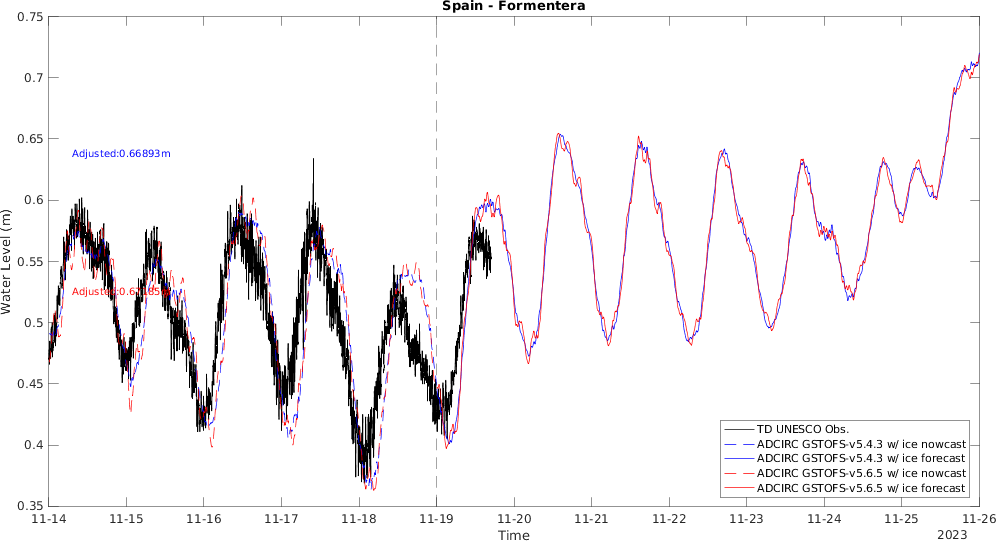 Spain - Formentera
0.75
0.7
0.65
0.6
0.55
0.5
0.45
0.4
0.35
Water Level (m)
Adjusted:0.66893m
TD UNESCO Obs.
ADCIRC GSTOFS-v5.4.3 w/ ice nowcast
ADCIRC GSTOFS-v5.4.3 w/ ice forecast
ADCIRC GSTOFS-v5.6.5 w/ ice nowcast
ADCIRC GSTOFS-v5.6.5 w/ ice forecast
11-14 11-15 11-16 11-17 11-18 11-19 11-20 11-21 11-22 11-23 11-24 11-25 11-26
Time
2023